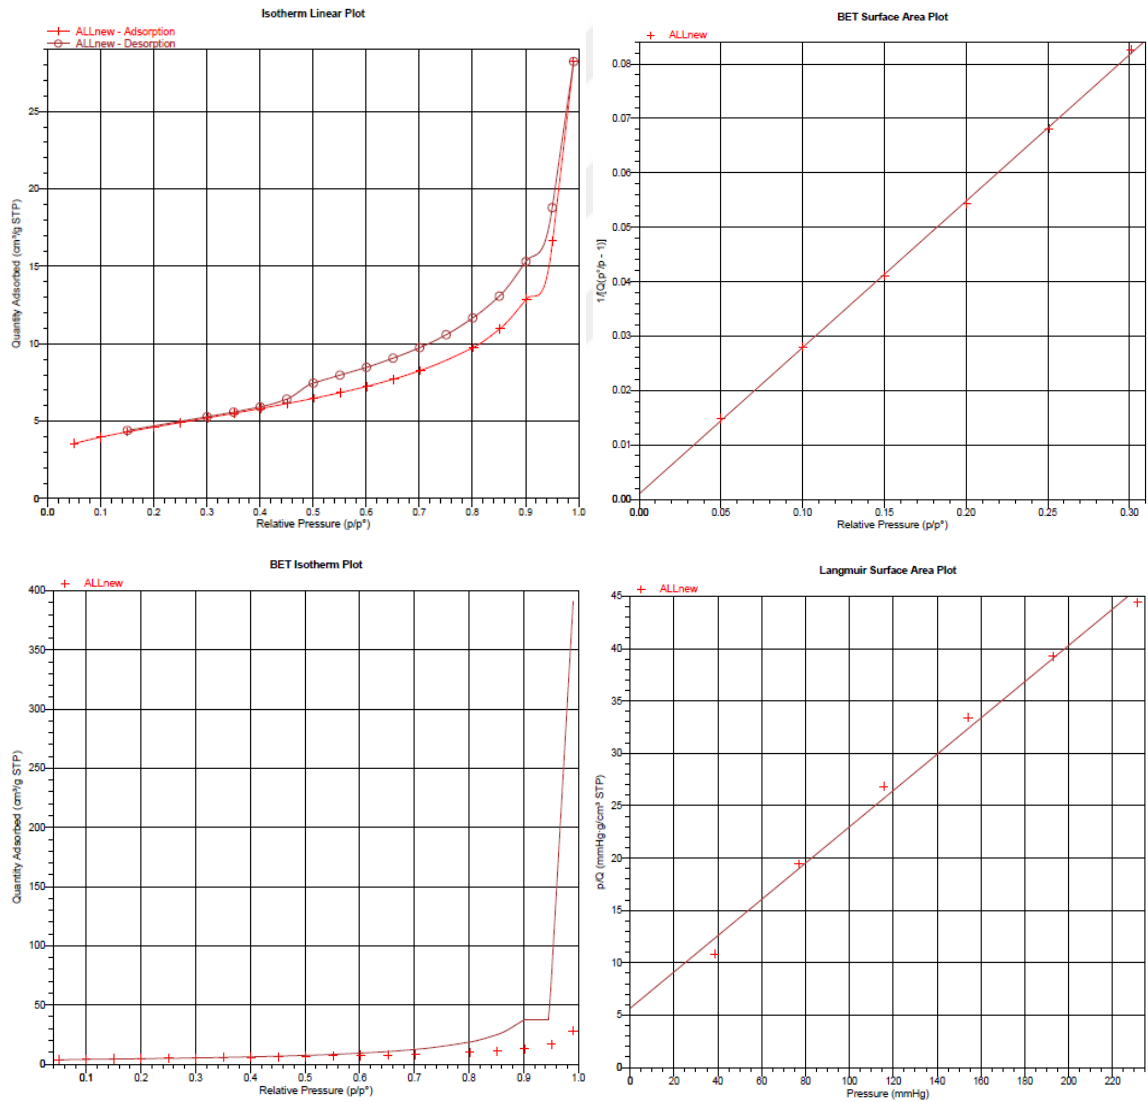 Isotherm Linear Plot
ALLnew - Adsorption
ALLnew - Desorption
Quantity Adsorbed (cm³/g STP)
25
20
15
10
5
0
0.0 0.1 0.2 0.3 0.4 0.5 0.6 0.7 0.8 0.9 1.0
Relative Pressure (p/p°)
BET Surface Area Plot
ALLnew
1/[Q(p°/p - 1)]
0.08
0.07
0.06
0.05
0.04
0.03
0.02
0.01
0.00
0.00 0.05 0.10 0.15 0.20 0.25 0.30
Relative Pressure (p/p°)
BET Isotherm Plot
ALLnew
Quantity Adsorbed (cm³/g STP)
400
350
300
250
200
150
100
50
0
0.1 0.2 0.3 0.4 0.5 0.6 0.7 0.8 0.9 1.0
Relative Pressure (p/p°)
Langmuir Surface Area Plot
ALLnew
p/Q (mmHg·g/cm³ STP)
45
40
35
30
25
20
15
10
5
0
0 20 40 60 80 100 120 140 160 180 200 220
Pressure (mmHg)